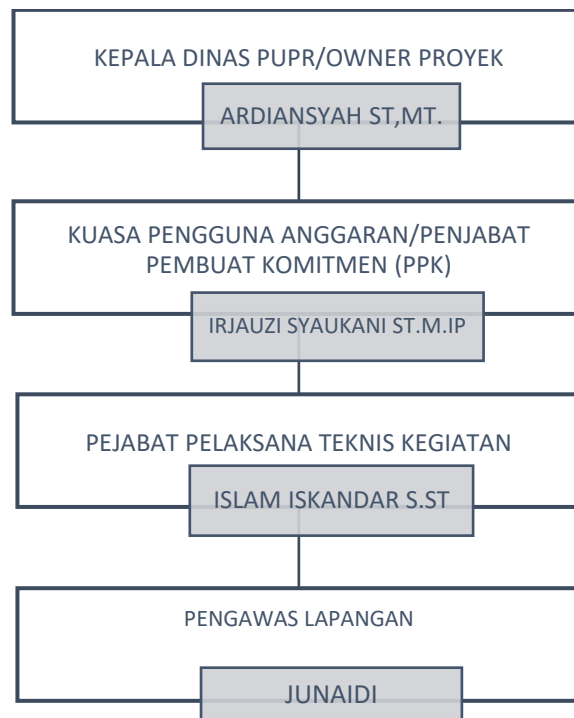 KEPALA DINAS PUPR/OWNER PROYEK
ARDIANSYAH ST,MT.
KUASA PENGGUNA ANGGARAN/PENJABAT
PEMBUAT KOMITMEN (PPK)
IRJAUZI SYAUKANI ST.M.IP
PEJABAT PELAKSANA TEKNIS KEGIATAN
ISLAM ISKANDAR S.ST
PENGAWAS LAPANGAN
JUNAIDI